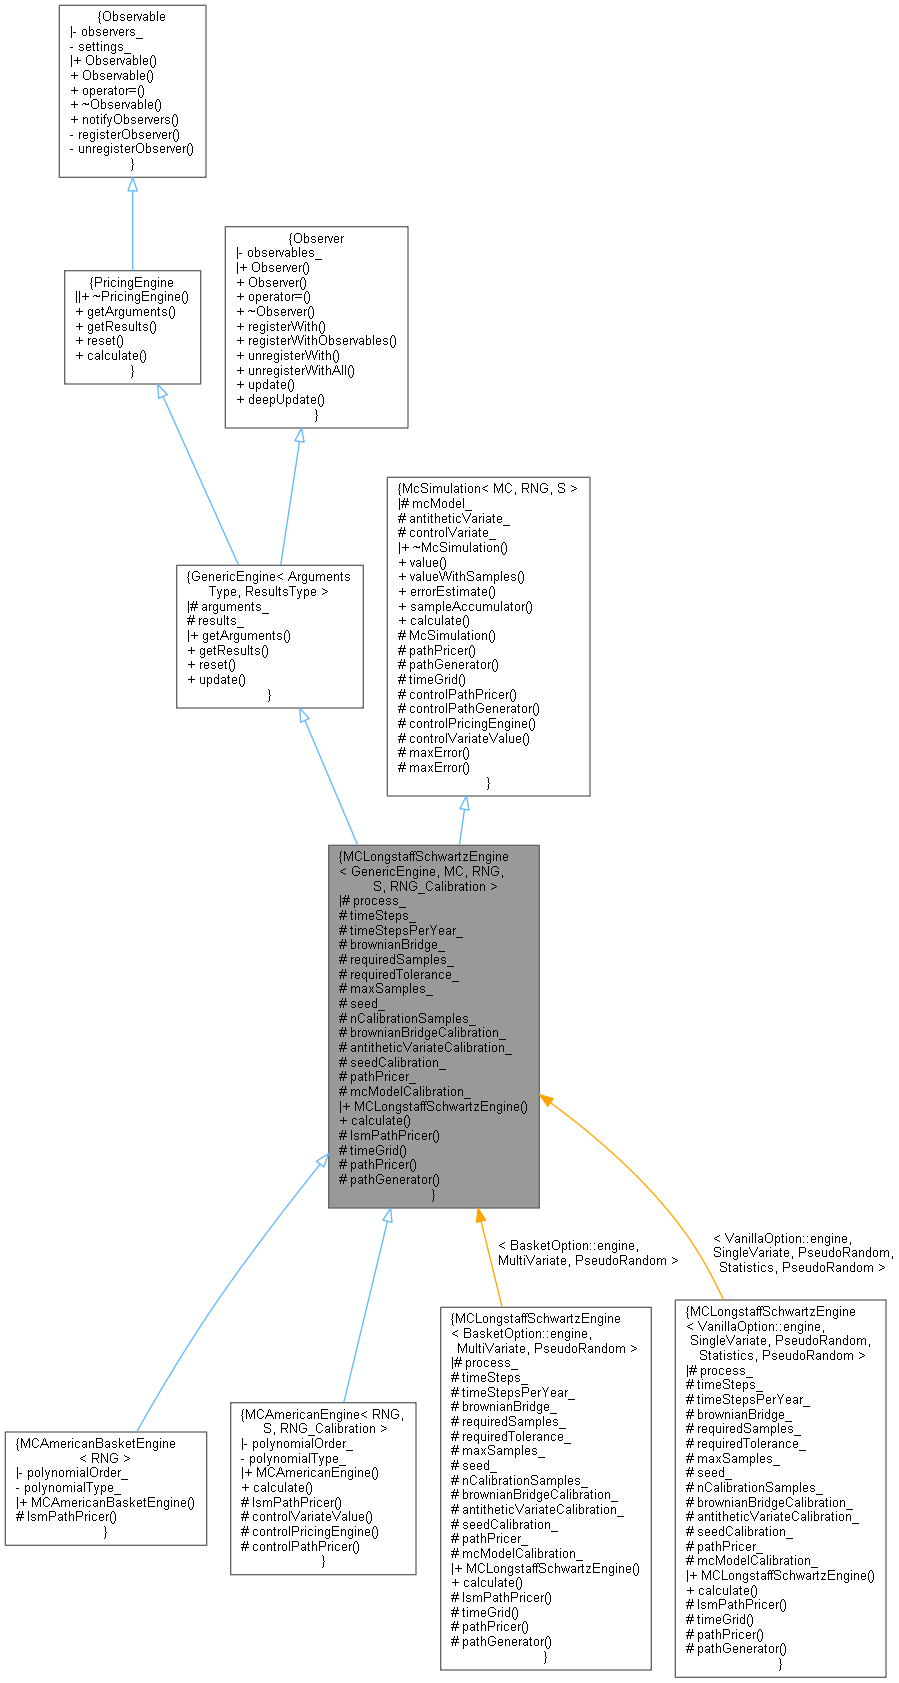 {Observable
|- observers_
- settings_
|+ Observable()
+ Observable()
+ operator=()
+ ~Observable()
+ notifyObservers()
- registerObserver()
- unregisterObserver()
}
{Observer
|- observables_
|+ Observer()
+ Observer()
+ operator=()
+ ~Observer()
+ registerWith()
+ registerWithObservables()
+ unregisterWith()
+ unregisterWithAll()
+ update()
+ deepUpdate()
}
{PricingEngine
||+ ~PricingEngine()
+ getArguments()
+ getResults()
+ reset()
+ calculate()
}
{McSimulation< MC, RNG, S >
|# mcModel_
# antitheticVariate_
# controlVariate_
|+ ~McSimulation()
+ value()
+ valueWithSamples()
+ errorEstimate()
+ sampleAccumulator()
+ calculate()
# McSimulation()
# pathPricer()
# pathGenerator()
# timeGrid()
# controlPathPricer()
# controlPathGenerator()
# controlPricingEngine()
# controlVariateValue()
# maxError()
# maxError()
}
{GenericEngine< Arguments
Type, ResultsType >
|# arguments_
# results_
|+ getArguments()
+ getResults()
+ reset()
+ update()
}
{MCLongstaffSchwartzEngine
< GenericEngine, MC, RNG,
S, RNG_Calibration >
|# process_
# timeSteps_
# timeStepsPerYear_
# brownianBridge_
# requiredSamples_
# requiredTolerance_
# maxSamples_
# seed_
# nCalibrationSamples_
# brownianBridgeCalibration_
# antitheticVariateCalibration_
# seedCalibration_
# pathPricer_
# mcModelCalibration_
|+ MCLongstaffSchwartzEngine()
+ calculate()
# lsmPathPricer()
# timeGrid()
# pathPricer()
# pathGenerator()
}
< BasketOption::engine,
MultiVariate, PseudoRandom >
< VanillaOption::engine,
SingleVariate, PseudoRandom,
Statistics, PseudoRandom >
{MCAmericanBasketEngine
< RNG >
|- polynomialOrder_
- polynomialType_
|+ MCAmericanBasketEngine()
# lsmPathPricer()
}
{MCAmericanEngine< RNG,
S, RNG_Calibration >
|- polynomialOrder_
- polynomialType_
|+ MCAmericanEngine()
+ calculate()
# lsmPathPricer()
# controlVariateValue()
# controlPricingEngine()
# controlPathPricer()
}
{MCLongstaffSchwartzEngine
< BasketOption::engine,
MultiVariate, PseudoRandom >
|# process_
# timeSteps_
# timeStepsPerYear_
# brownianBridge_
# requiredSamples_
# requiredTolerance_
# maxSamples_
# seed_
# nCalibrationSamples_
# brownianBridgeCalibration_
# antitheticVariateCalibration_
# seedCalibration_
# pathPricer_
# mcModelCalibration_
|+ MCLongstaffSchwartzEngine()
+ calculate()
# lsmPathPricer()
# timeGrid()
# pathPricer()
# pathGenerator()
}
{MCLongstaffSchwartzEngine
< VanillaOption::engine,
SingleVariate, PseudoRandom,
Statistics, PseudoRandom >
|# process_
# timeSteps_
# timeStepsPerYear_
# brownianBridge_
# requiredSamples_
# requiredTolerance_
# maxSamples_
# seed_
# nCalibrationSamples_
# brownianBridgeCalibration_
# antitheticVariateCalibration_
# seedCalibration_
# pathPricer_
# mcModelCalibration_
|+ MCLongstaffSchwartzEngine()
+ calculate()
# lsmPathPricer()
# timeGrid()
# pathPricer()
# pathGenerator()
}